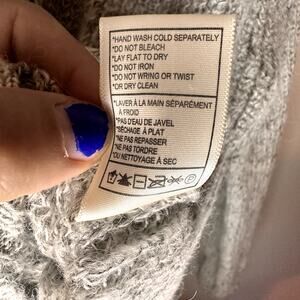 *HAND WASH COLD SEPARATELY
*DO NOT BLEACH
*LAY FLAT TO DRY
*DO NOT IRON
*DO NOT WRING OR TWIST
*OR DRY CLEAN
*LAVER À LA MAIN SÉPARÉMENT
À FROID
*PAS D'EAU DE JAVEL
*SÉCHAGE À PLAT
*NE PAS REPASSER
*NE PAS TORDRE
*OU NETTOYAGE À SEC